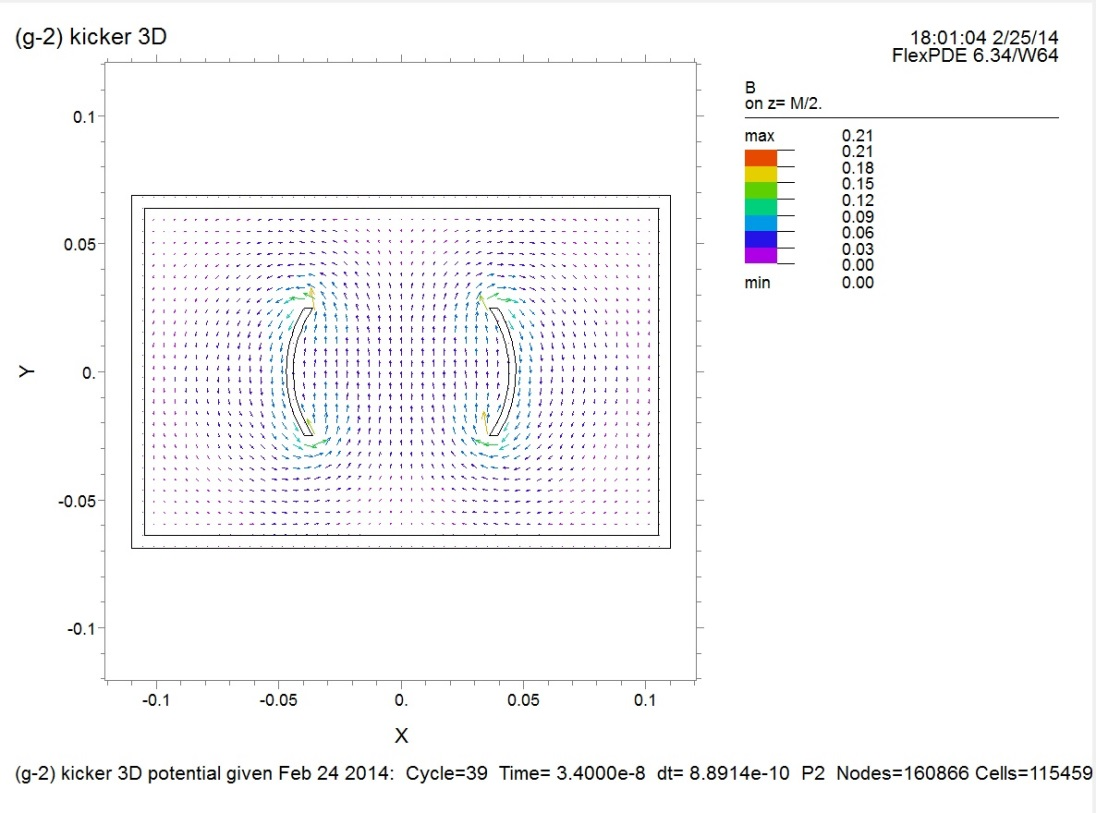 (g-2) kicker 3D
18:01:04 2/25/14
FlexPDE 6.34/W64
B
on z= M/2.
max 0.21
0.21
0.18
0.15
0.12
0.09
0.06
0.03
0.00
min 0.00
0.1
0.05
0.
-0.05
-0.1
Y
-0.1 -0.05 0. 0.05 0.1
X
(g-2) kicker 3D potential given Feb 24 2014: Cycle=39 Time= 3.4000e-8 dt= 8.8914e-10 P2 Nodes=160866 Cells=115459